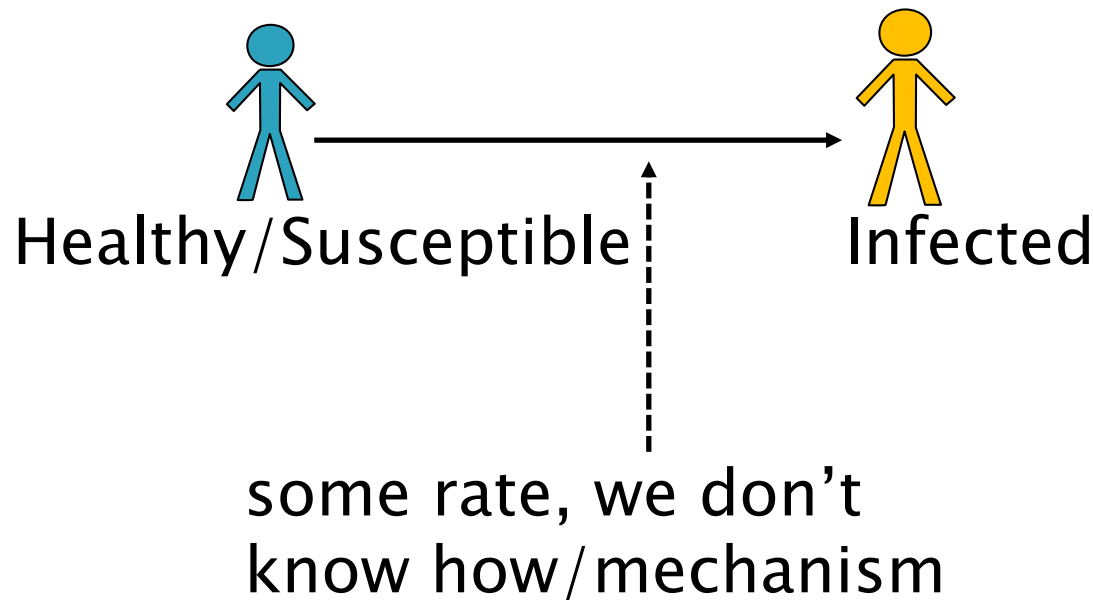 Healthy/Susceptible
Infected
some rate, we don’t
know how/mechanism